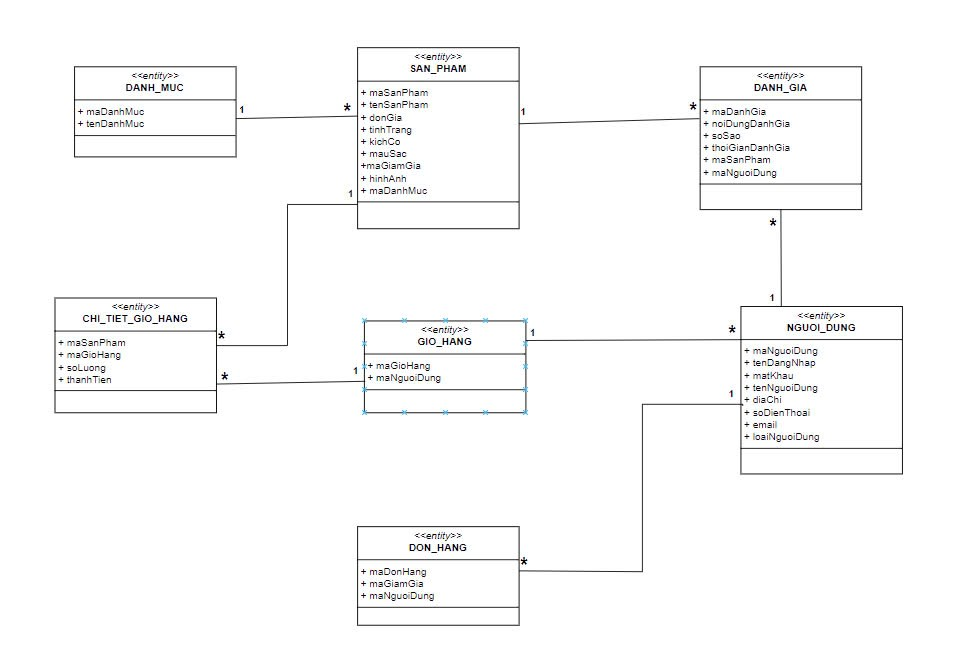 <<entity>>
DANH_MUC
+ maDanhMuc
+ tenDanhMuc
1
*
<<entity>>
SAN_PHAM
+ maSanPham
+ tenSanPham
+ donGia
+ tinhTrang
+ kichCo
+ mauSac
+maGiamGia
+ hinhAnh
+ maDanhMuc
1
*
1
<<entity>>
DANH_GIA
+ maDanhGia
+ noiDungDanhGia
+ soSao
+ thoiGianDanhGia
+ maSanPham
+ maNguoiDung
*
1
<<entity>>
CHI_TIET_GIO_HANG
+ maSanPham
+ maGioHang
+ soLuong
+ thanhTien
*
*
1
<<entity>>
GIO_HANG
+ maGioHang
+ maNguoiDung
1
*
<<entity>>
NGUOI_DUNG
+ maNguoiDung
+ tenDangNhap
+ matKhau
+ tenNguoiDung
+ diaChi
+ soDienThoai
+ email
+ loaiNguoiDung
1
<<entity>>
DON_HANG
+ maDonHang
+ maGiamGia
+ maNguoiDung
*